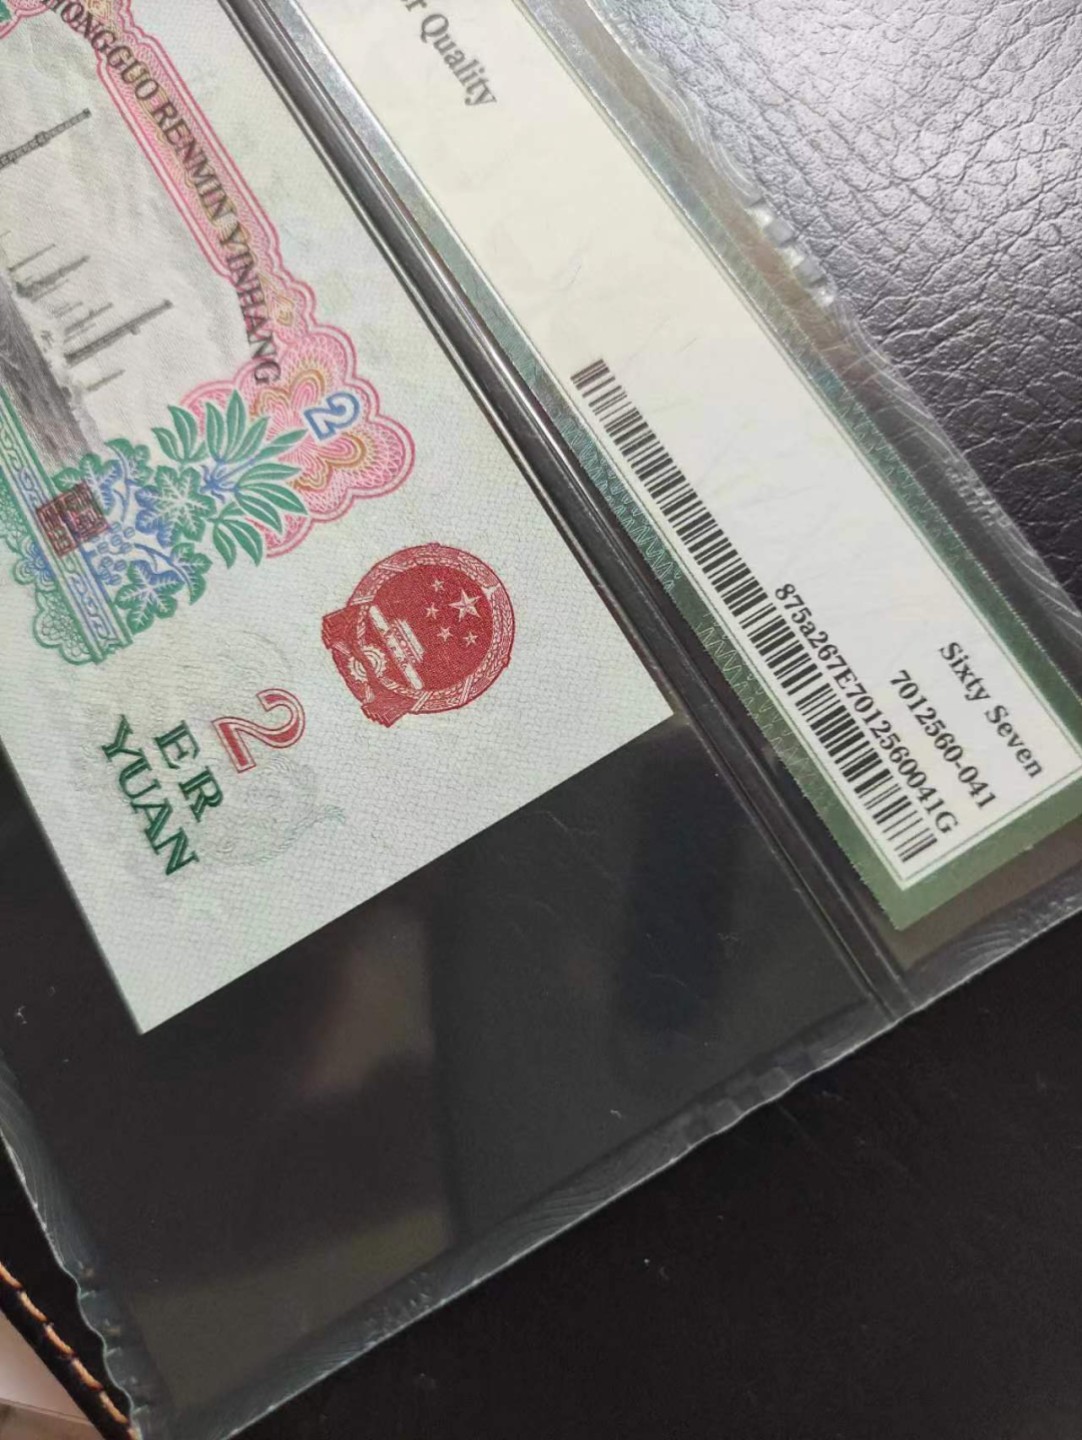 ZHONGGUO RENMIN YINHANG
2
2
ER
YUAN
Quality
875a267E7012560041G
7012560-041
Sixty Seven